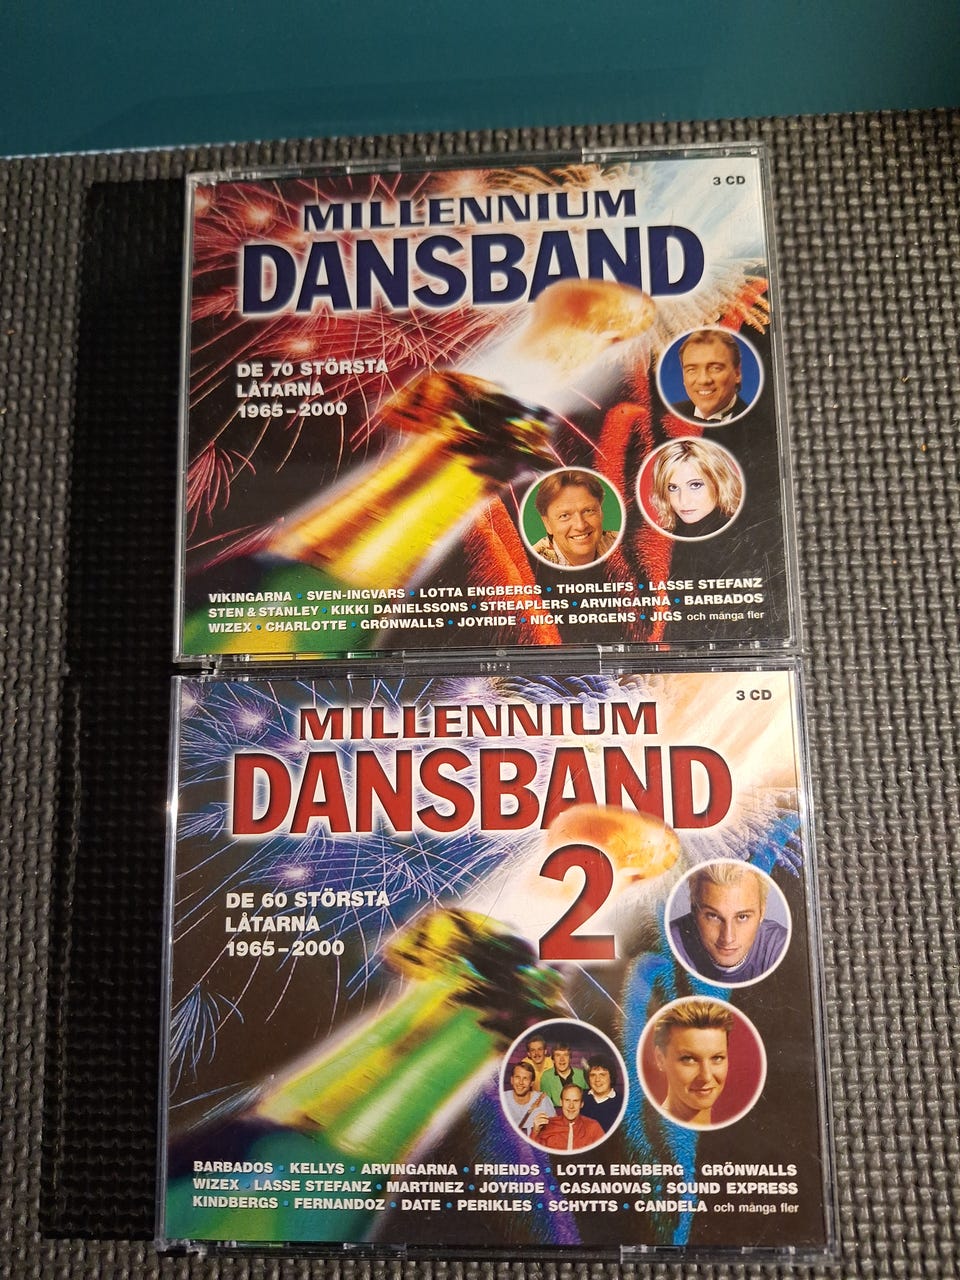 3 CD
MILLENNIUM
DANSBAND
DE 70 STÖRSTA
LÅTARNA
1965–2000
VIKINGARNA • SVEN-INGVARS • LOTTA ENGBERGS • THORLEIFS • LASSE STEFANZ
STEN & STANLEY • KIKKI DANIELSSONS • STREAPLERS • ARVINGARNA • BARBADOS
WIZEX • CHARLOTTE • GRÖNWALLS • JOYRIDE • NICK BORGENS • JIGS och många fler
3 CD
MILLENNIUM
DANSBAND
2
DE 60 STÖRSTA
LÅTARNA
1965–2000
BARBADOS • KELLYS • ARVINGARNA • FRIENDS • LOTTA ENGBERG • GRÖNWALLS
WIZEX • LASSE STEFANZ • MARTINEZ • JOYRIDE • CASANOVAS • SOUND EXPRESS
KINDBERGS • FERNANDOZ • DATE • PERIKLES • SCHYTTS • CANDELA och många fler